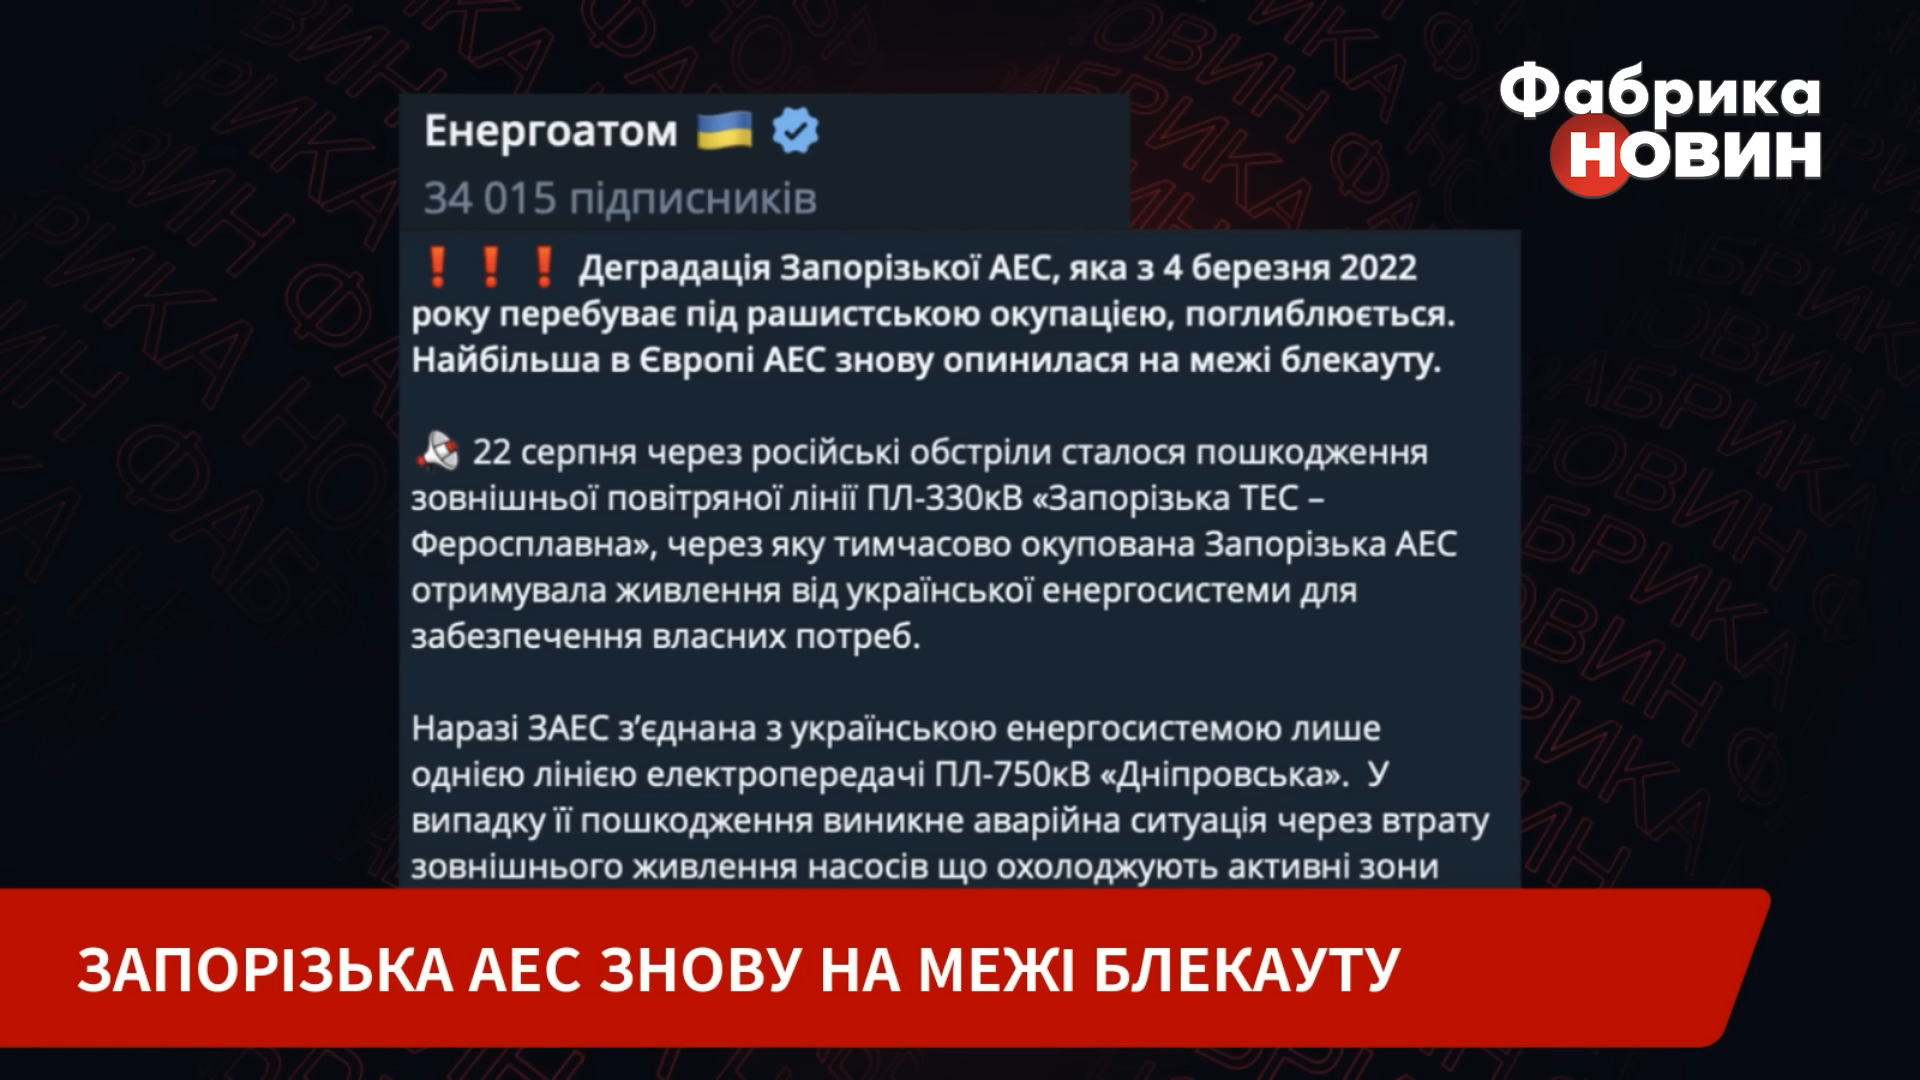 Фабрика
новин
Енергоатом 🇺🇦
34 015 підписників
❗❗❗ Деградація Запорізької АЕС, яка з 4 березня 2022
року перебуває під рашистською окупацією, поглиблюється.
Найбільша в Європі АЕС знову опинилася на межі блекауту.
📢 22 серпня через російські обстріли сталося пошкодження
зовнішньої повітряної лінії ПЛ-330кВ «Запорізька ТЕС –
Феросплавна», через яку тимчасово окупована Запорізька АЕС
отримувала живлення від української енергосистеми для
забезпечення власних потреб.
Наразі ЗАЕС з’єднана з українською енергосистемою лише
однією лінією електропередачі ПЛ-750кВ «Дніпровська». У
випадку її пошкодження виникне аварійна ситуація через втрату
зовнішнього живлення насосів що охолоджують активні зони
ЗАПОРІЗЬКА АЕС ЗНОВУ НА МЕЖІ БЛЕКАУТУ